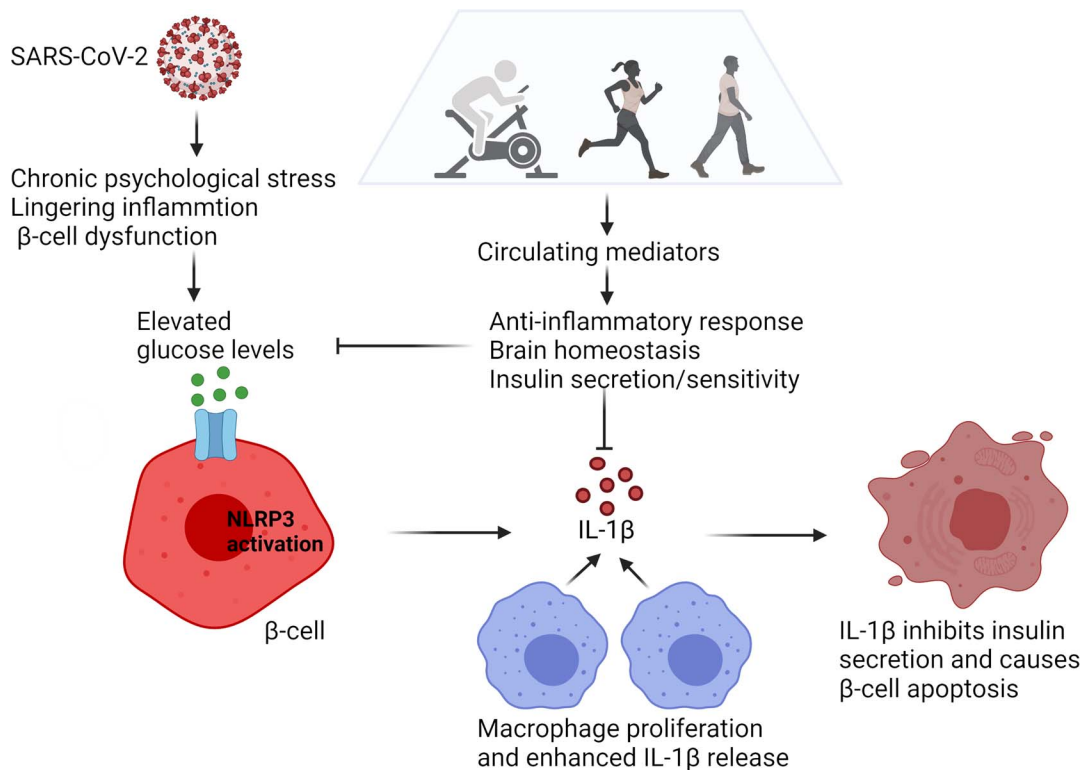 SARS-CoV-2
Chronic psychological stress
Lingering inflammtion
β-cell dysfunction
Elevated
glucose levels
Circulating mediators
Anti-inflammatory response
Brain homeostasis
Insulin secretion/sensitivity
NLRP3
activation
β-cell
IL-1β
Macrophage proliferation
and enhanced IL-1β release
IL-1β inhibits insulin
secretion and causes
β-cell apoptosis